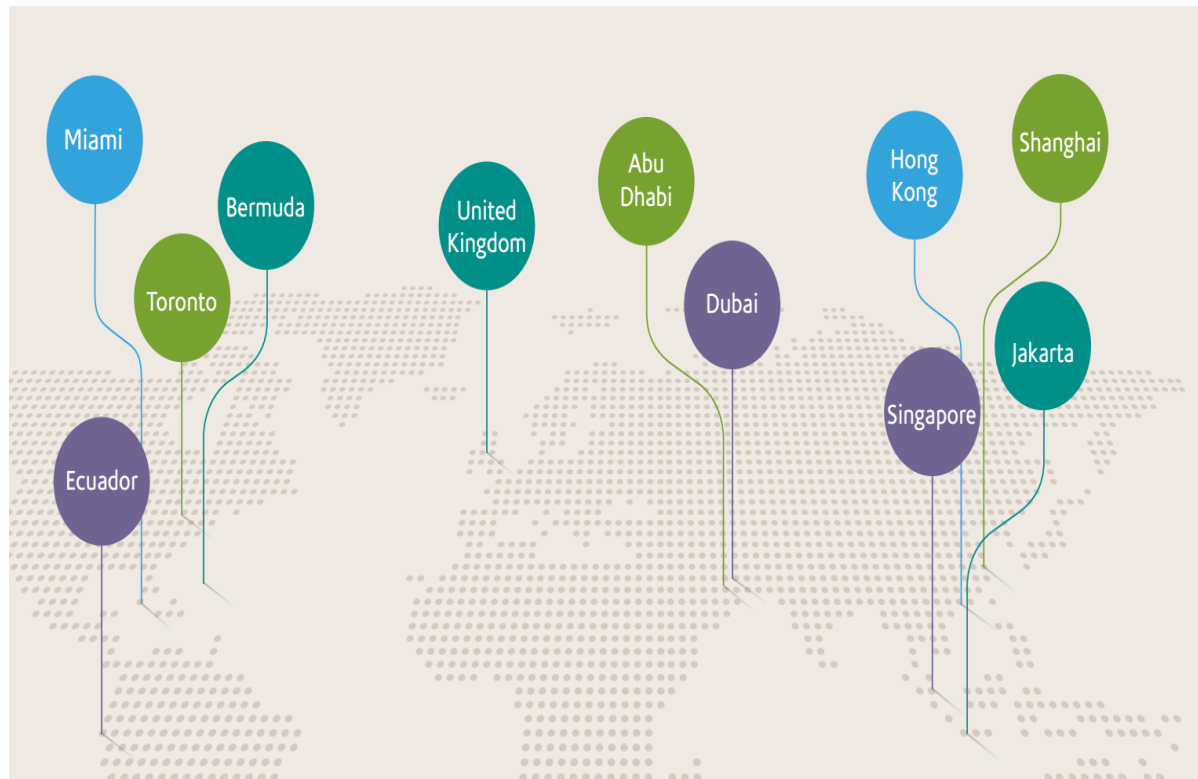 Miami
Toronto
Bermuda
Ecuador
United
Kingdom
Abu
Dhabi
Dubai
Hong
Kong
Shanghai
Singapore
Jakarta